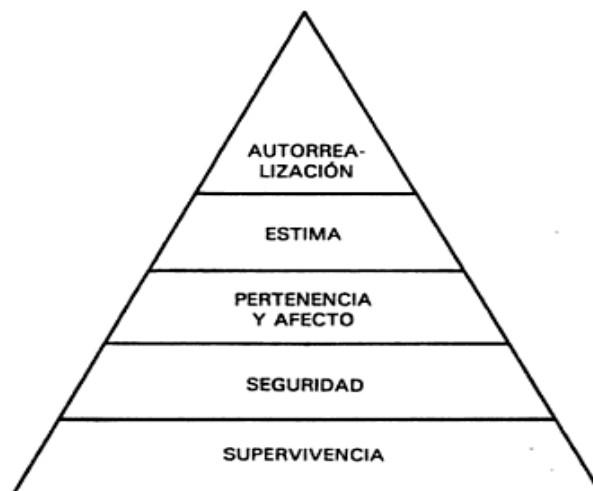 AUTORREA-
LIZACIÓN
ESTIMA
PERTENENCIA
Y AFECTO
SEGURIDAD
SUPERVIVENCIA